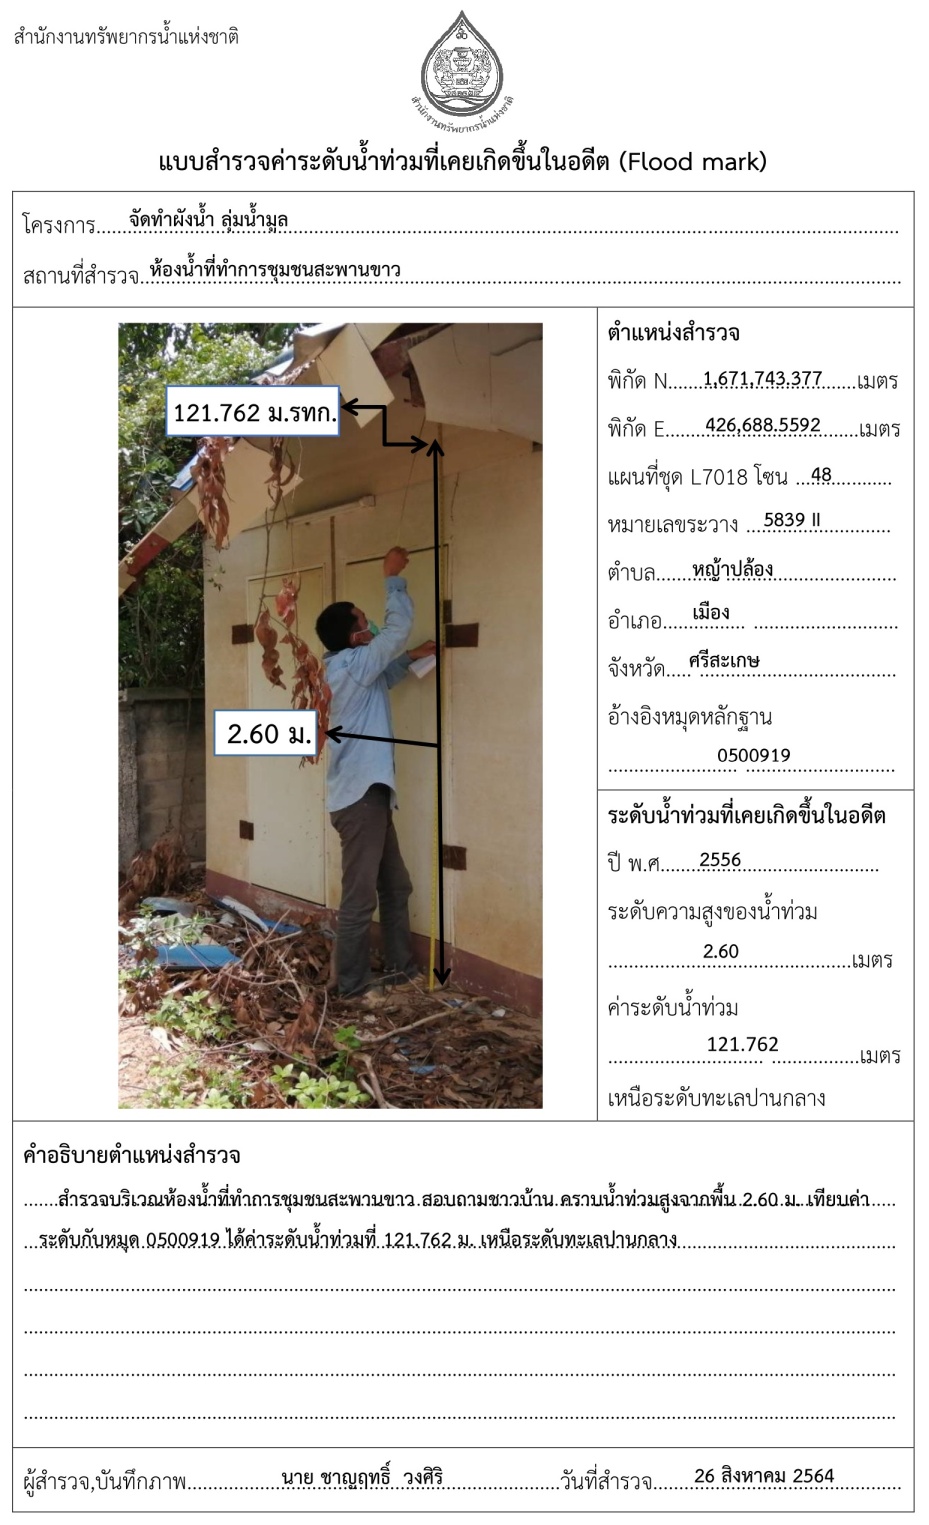 สำนักงานทรัพยากรน้ำแห่งชาติ
สำนักงานทรัพยากรน้ำแห่งชาติ
แบบสำรวจค่าระดับน้ำท่วมที่เคยเกิดขึ้นในอดีต (Flood mark)
โครงการ จัดทำผังน้ำ ลุ่มน้ำมูล
สถานที่สำรวจ ห้องน้ำที่ทำการชุมชนสะพานขาว
121.762 ม.รทก.
2.60 ม.
ตำแหน่งสำรวจ
พิกัด N 1,671,743.377 เมตร
พิกัด E 426,688.5592 เมตร
แผนที่ชุด L7018 โซน 48
หมายเลขระวาง 5839 II
ตำบล หญ้าปล้อง
อำเภอ เมือง
จังหวัด ศรีสะเกษ
อ้างอิงหมุดหลักฐาน
0500919
ระดับน้ำท่วมที่เคยเกิดขึ้นในอดีต
ปี พ.ศ. 2556
ระดับความสูงของน้ำท่วม
2.60 เมตร
ค่าระดับน้ำท่วม
121.762 เมตร
เหนือระดับทะเลปานกลาง
คำอธิบายตำแหน่งสำรวจ
สำรวจบริเวณห้องน้ำที่ทำการชุมชนสะพานขาว สอบถามชาวบ้าน คราบน้ำท่วมสูงจากพื้น 2.60 ม. เทียบค่า
ระดับกับหมุด 0500919 ได้ค่าระดับน้ำท่วมที่ 121.762 ม. เหนือระดับทะเลปานกลาง
ผู้สำรวจ,บันทึกภาพ นาย ชาญฤทธิ์ วงศิริ วันที่สำรวจ 26 สิงหาคม 2564